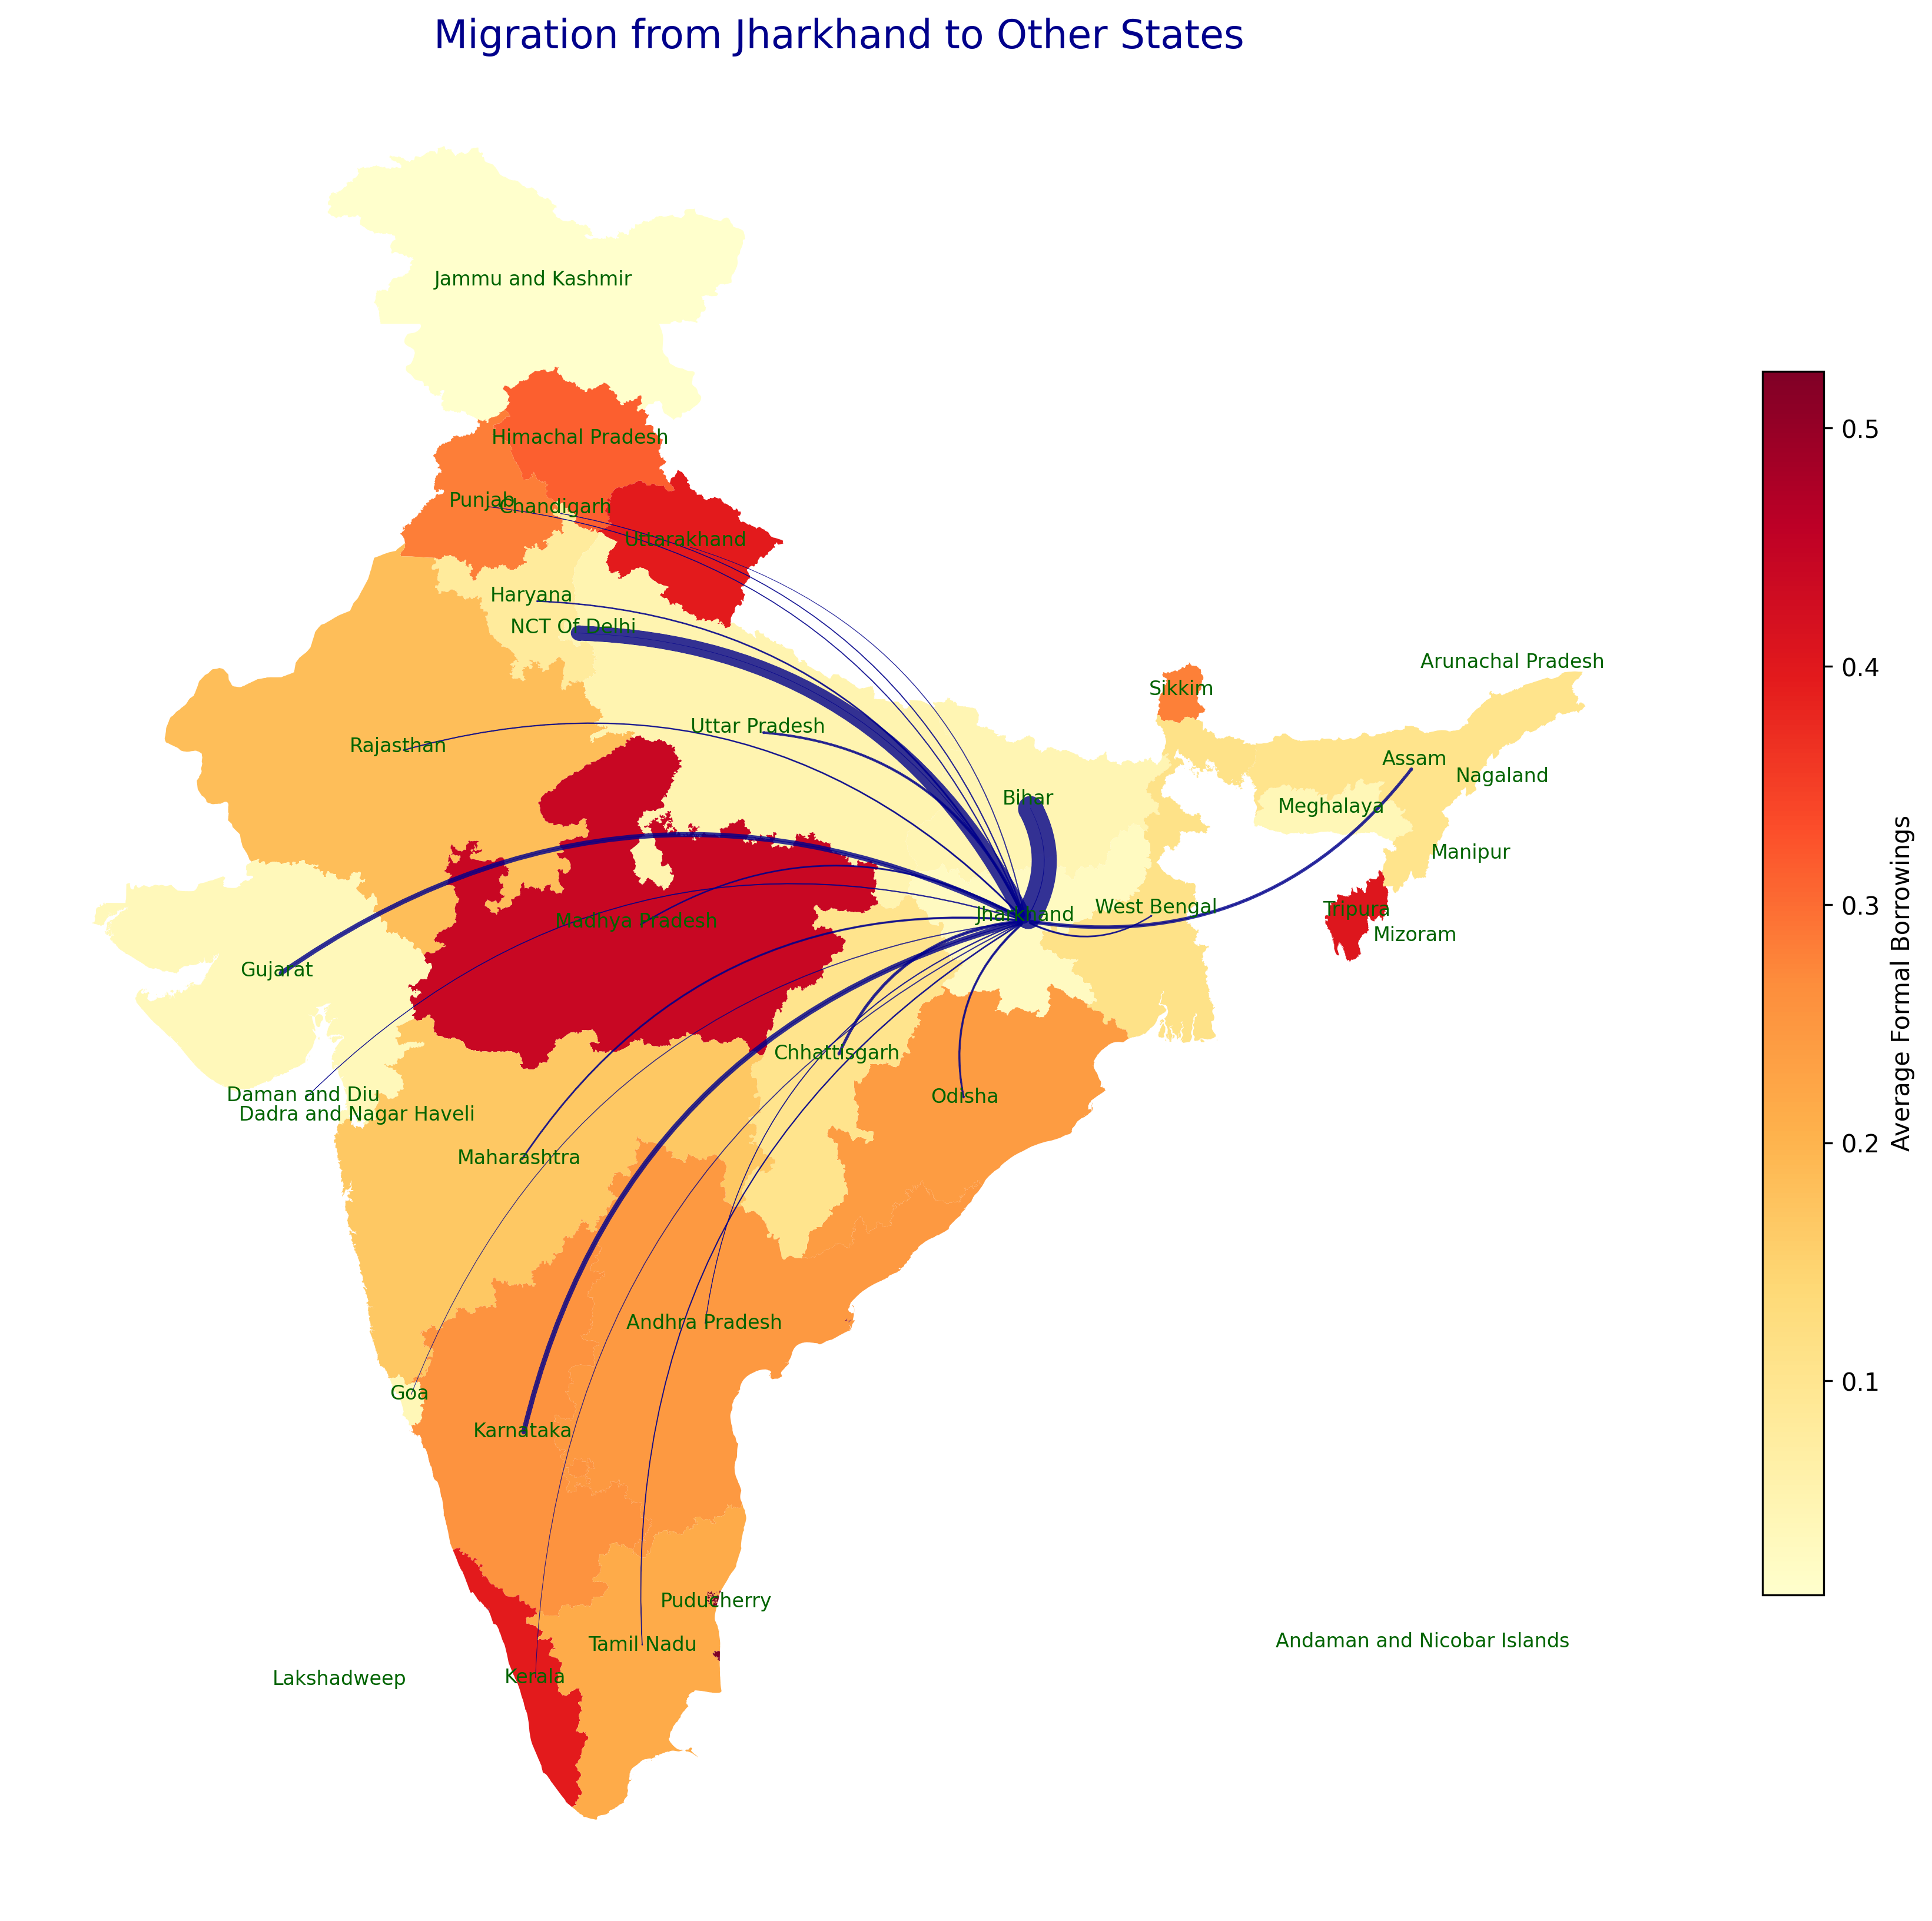 Migration from Jharkhand to Other States
Jammu and Kashmir
Himachal Pradesh
Punjab
Chandigarh
Uttarakhand
Haryana
NCT Of Delhi
Arunachal Pradesh
Sikkim
Uttar Pradesh
Rajasthan
Assam
Nagaland
Bihar
Meghalaya
Manipur
Jharkhand
West Bengal
Tripura
Madhya Pradesh
Mizoram
Gujarat
Chhattisgarh
Daman and Diu
Odisha
Dadra and Nagar Haveli
Maharashtra
Andhra Pradesh
Goa
Karnataka
Puducherry
Tamil Nadu
Andaman and Nicobar Islands
Lakshadweep
Kerala
0.5
0.4
0.3
0.2
0.1
Average Formal Borrowings